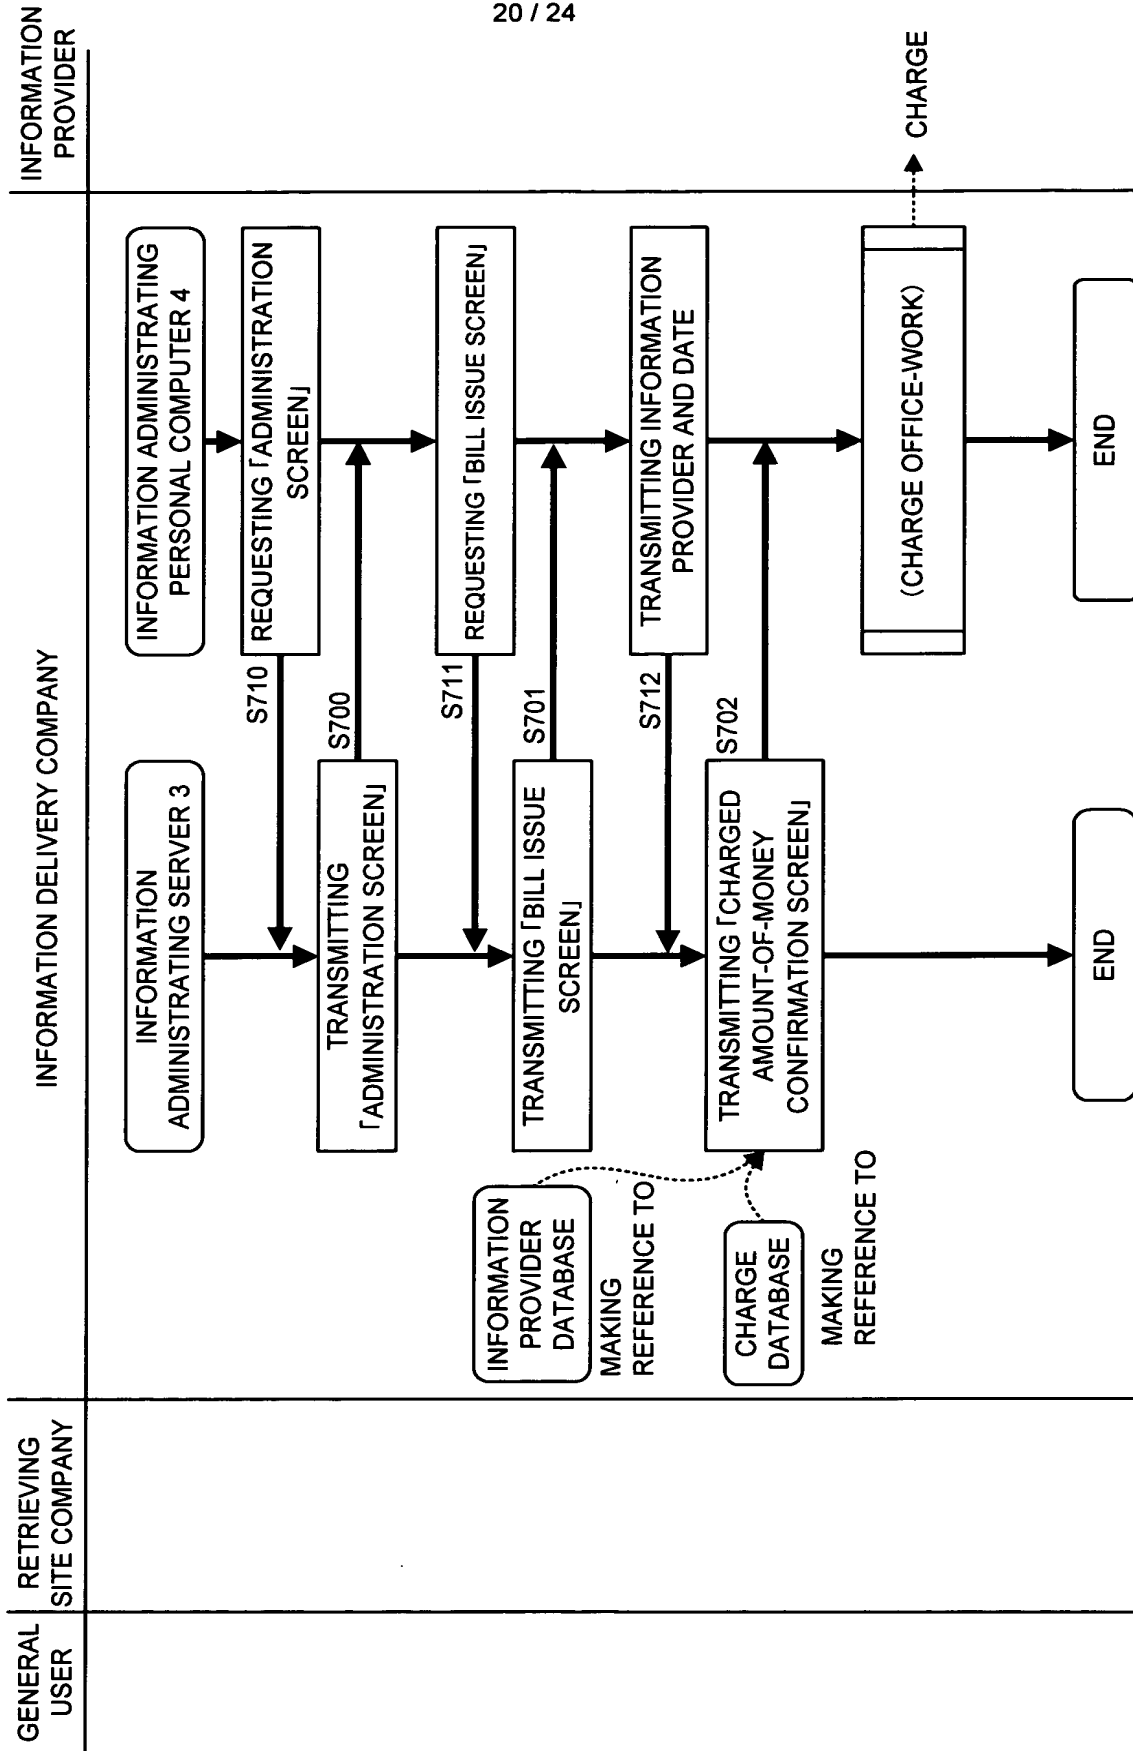 20 / 24
GENERAL
USER
RETRIEVING
SITE COMPANY
INFORMATION DELIVERY COMPANY
INFORMATION
PROVIDER
INFORMATION
ADMINISTRATING SERVER 3
INFORMATION ADMINISTRATING
PERSONAL COMPUTER 4
S710
REQUESTING「ADMINISTRATION
SCREEN」
TRANSMITTING
「ADMINISTRATION SCREEN」
S700
S711
REQUESTING「BILL ISSUE SCREEN」
TRANSMITTING「BILL ISSUE
SCREEN」
S701
INFORMATION
PROVIDER
DATABASE
MAKING
REFERENCE TO
S712
TRANSMITTING INFORMATION
PROVIDER AND DATE
TRANSMITTING「CHARGED
AMOUNT-OF-MONEY
CONFIRMATION SCREEN」
S702
CHARGE
DATABASE
MAKING
REFERENCE TO
(CHARGE OFFICE-WORK)
CHARGE
END
END